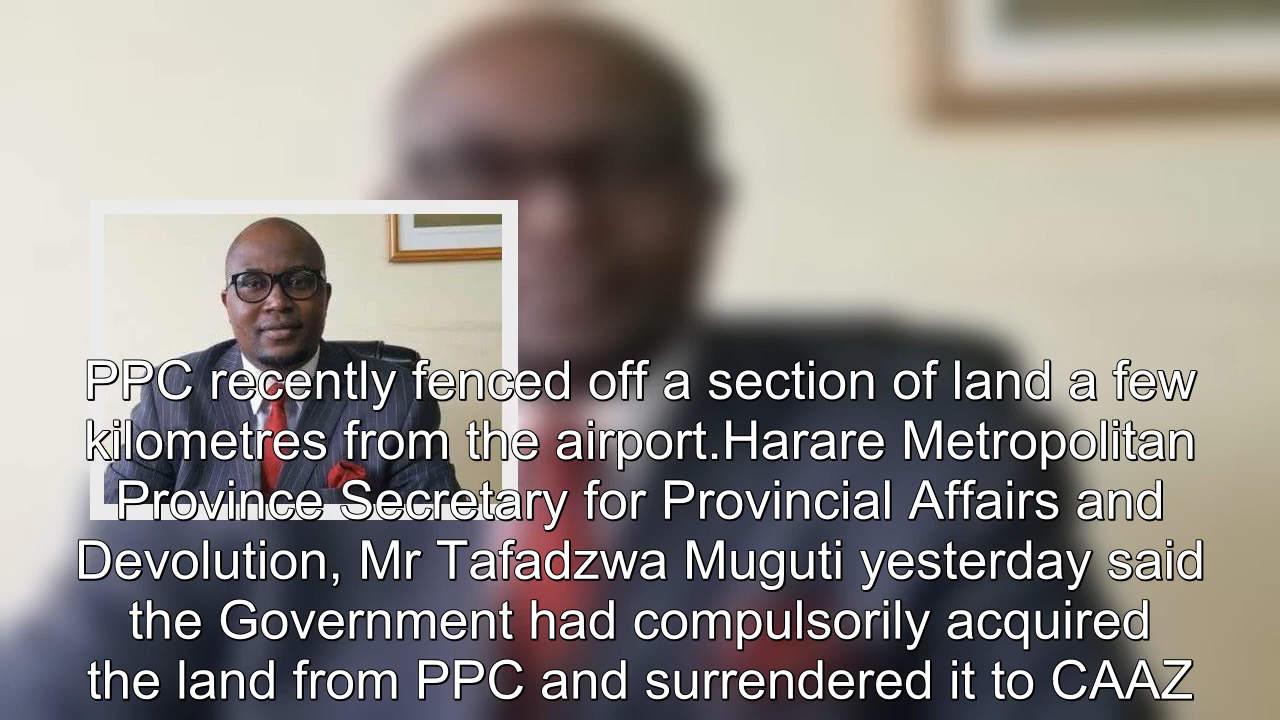 PPC recently fenced off a section of land a few
kilometres from the airport.Harare Metropolitan
Province Secretary for Provincial Affairs and
Devolution, Mr Tafadzwa Muguti yesterday said
the Government had compulsorily acquired
the land from PPC and surrendered it to CAAZ